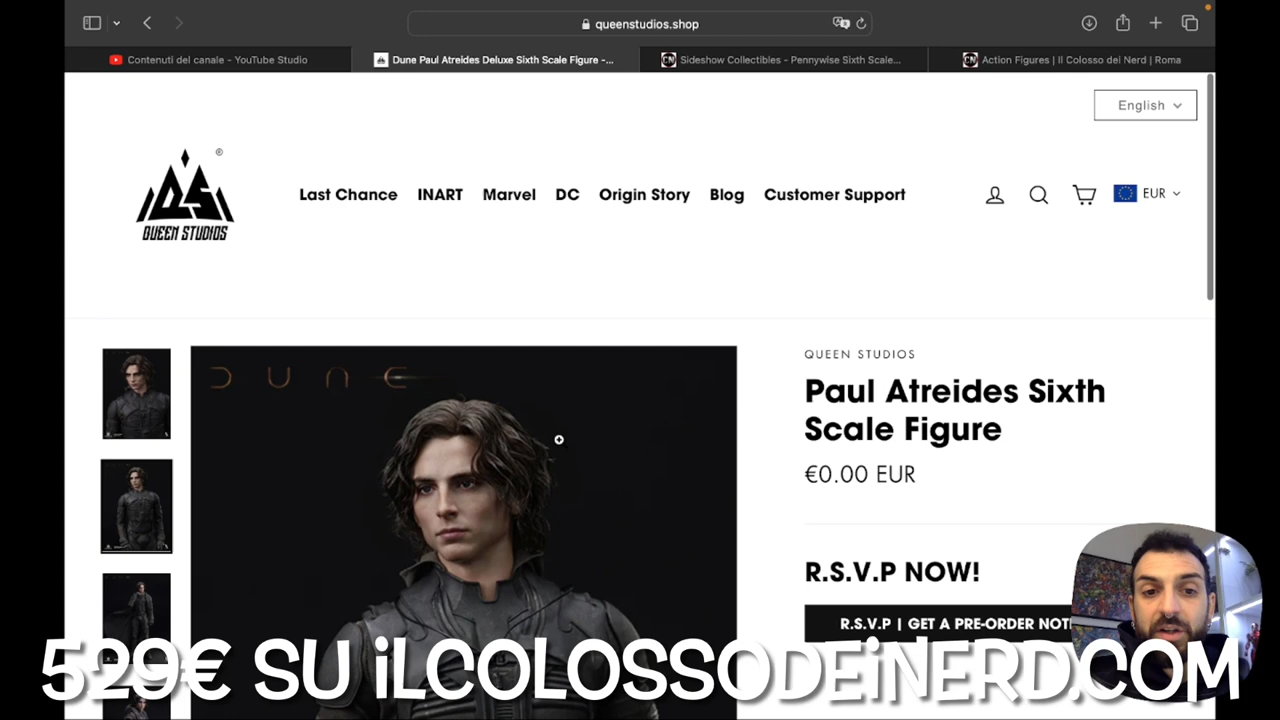 queenstudios.shop
Contenuti del canale - YouTube Studio
Dune Paul Atreides Deluxe Sixth Scale Figure -...
Sideshow Collectibles - Pennywise Sixth Scale...
Action Figures | Il Colosso dei Nerd | Roma
English
QS ®
QUEEN STUDIOS
Last Chance INART Marvel DC Origin Story Blog Customer Support
EUR
DUNE
QUEEN STUDIOS
Paul Atreides Sixth
Scale Figure
€0.00 EUR
R.S.V.P NOW!
R.S.V.P | GET A PRE-ORDER NOTI
529€ SU iLCOLOSSODEiNERD.COM